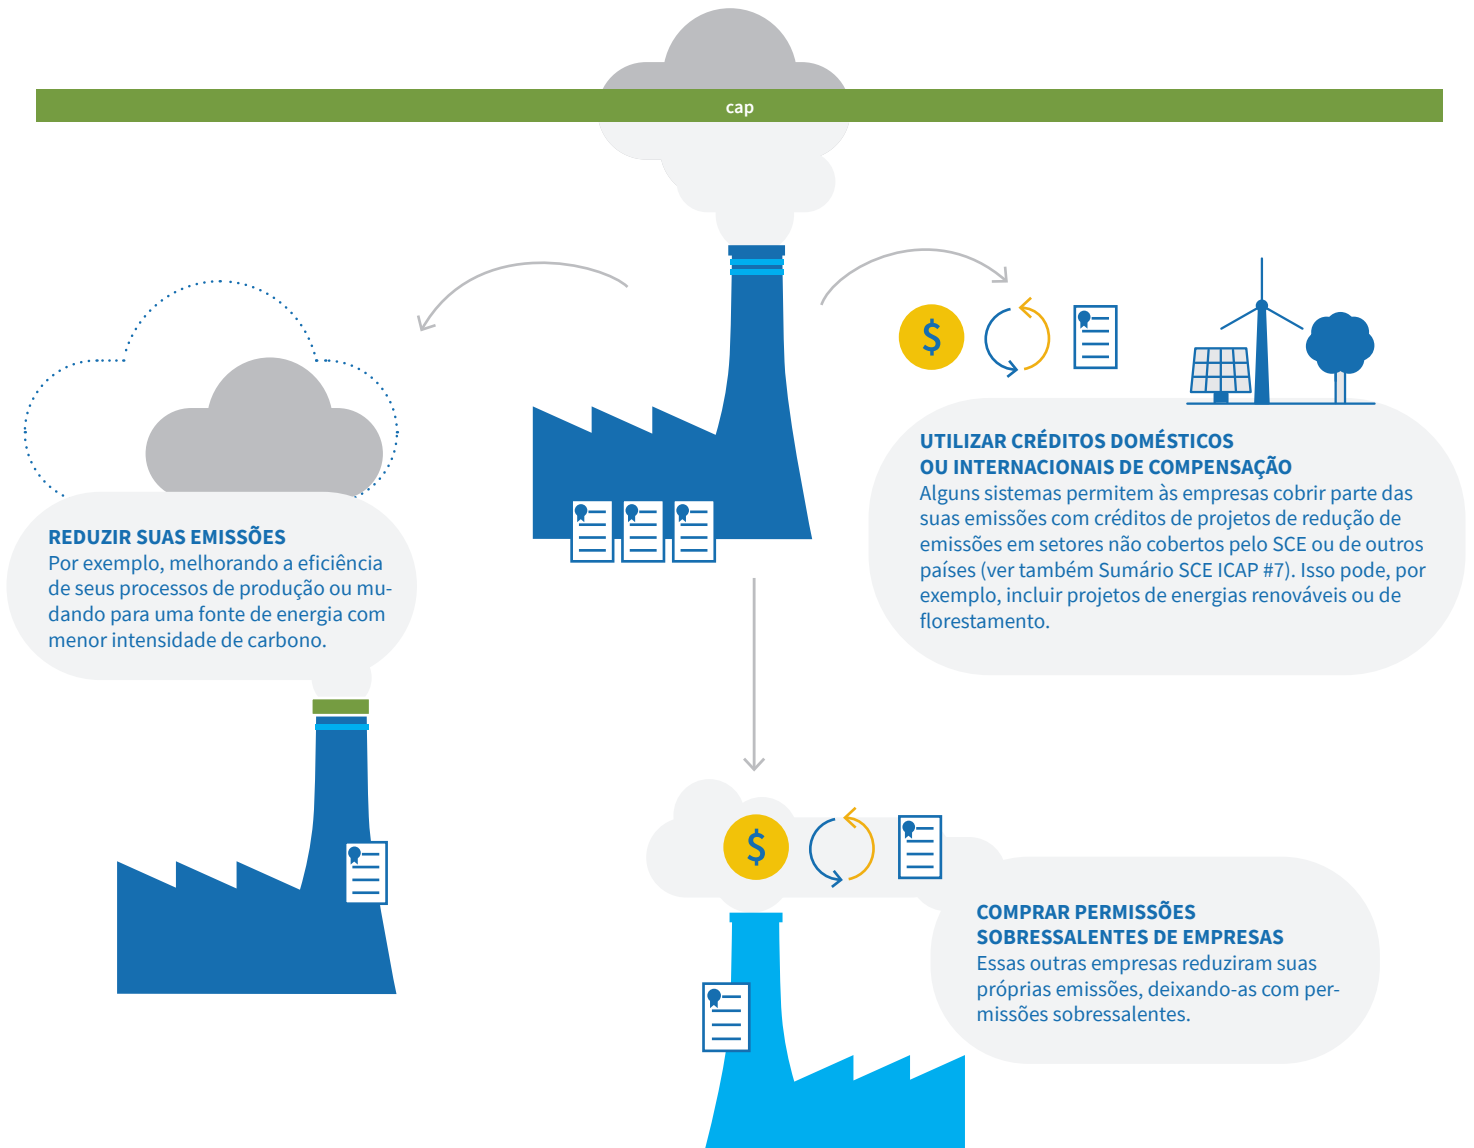 cap
$
UTILIZAR CRÉDITOS DOMÉSTICOS
OU INTERNACIONAIS DE COMPENSAÇÃO
Alguns sistemas permitem às empresas cobrir parte das
suas emissões com créditos de projetos de redução de
emissões em setores não cobertos pelo SCE ou de outros
países (ver também Sumário SCE ICAP #7). Isso pode, por
exemplo, incluir projetos de energias renováveis ou de
florestamento.
REDUZIR SUAS EMISSÕES
Por exemplo, melhorando a eficiência
de seus processos de produção ou mu-
dando para uma fonte de energia com
menor intensidade de carbono.
$
COMPRAR PERMISSÕES
SOBRESSALENTES DE EMPRESAS
Essas outras empresas reduziram suas
próprias emissões, deixando-as com per-
missões sobressalentes.